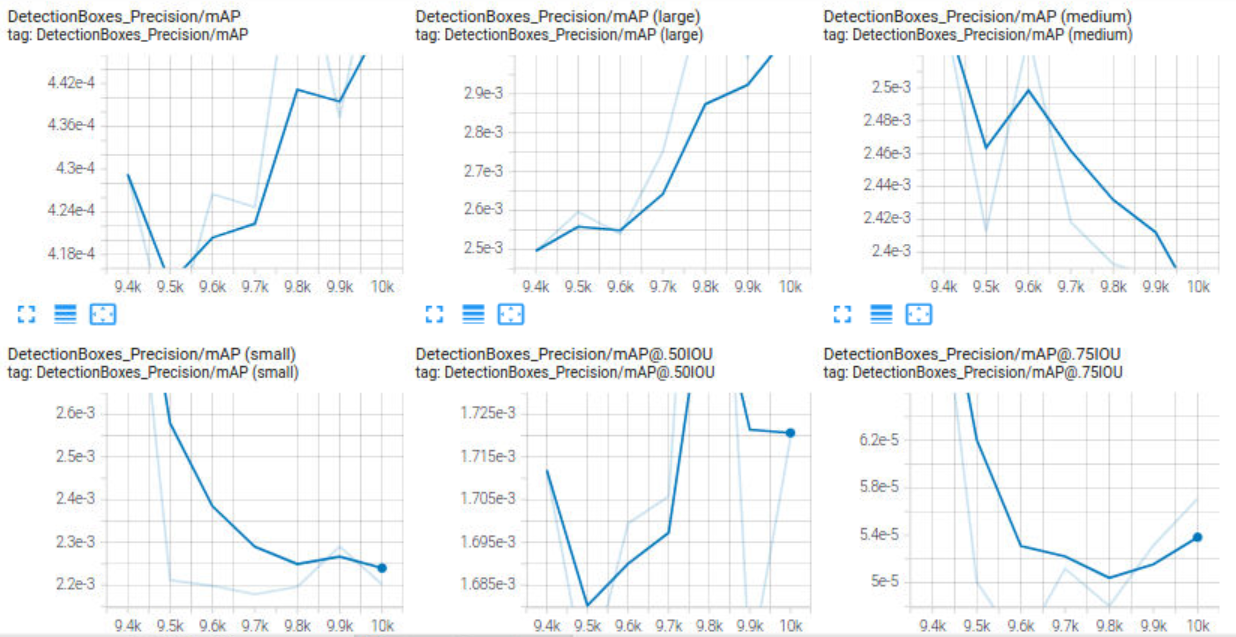 DetectionBoxes_Precision/mAP
tag: DetectionBoxes_Precision/mAP
4.42e-4
4.36e-4
4.3e-4
4.24e-4
4.18e-4
9.4k 9.5k 9.6k 9.7k 9.8k 9.9k 10k
DetectionBoxes_Precision/mAP (large)
tag: DetectionBoxes_Precision/mAP (large)
2.9e-3
2.8e-3
2.7e-3
2.6e-3
2.5e-3
9.4k 9.5k 9.6k 9.7k 9.8k 9.9k 10k
DetectionBoxes_Precision/mAP (medium)
tag: DetectionBoxes_Precision/mAP (medium)
2.5e-3
2.48e-3
2.46e-3
2.44e-3
2.42e-3
2.4e-3
9.4k 9.5k 9.6k 9.7k 9.8k 9.9k 10k
DetectionBoxes_Precision/mAP (small)
tag: DetectionBoxes_Precision/mAP (small)
2.6e-3
2.5e-3
2.4e-3
2.3e-3
2.2e-3
9.4k 9.5k 9.6k 9.7k 9.8k 9.9k 10k
DetectionBoxes_Precision/mAP@.50IOU
tag: DetectionBoxes_Precision/mAP@.50IOU
1.725e-3
1.715e-3
1.705e-3
1.695e-3
1.685e-3
9.4k 9.5k 9.6k 9.7k 9.8k 9.9k 10k
DetectionBoxes_Precision/mAP@.75IOU
tag: DetectionBoxes_Precision/mAP@.75IOU
6.2e-5
5.8e-5
5.4e-5
5e-5
9.4k 9.5k 9.6k 9.7k 9.8k 9.9k 10k